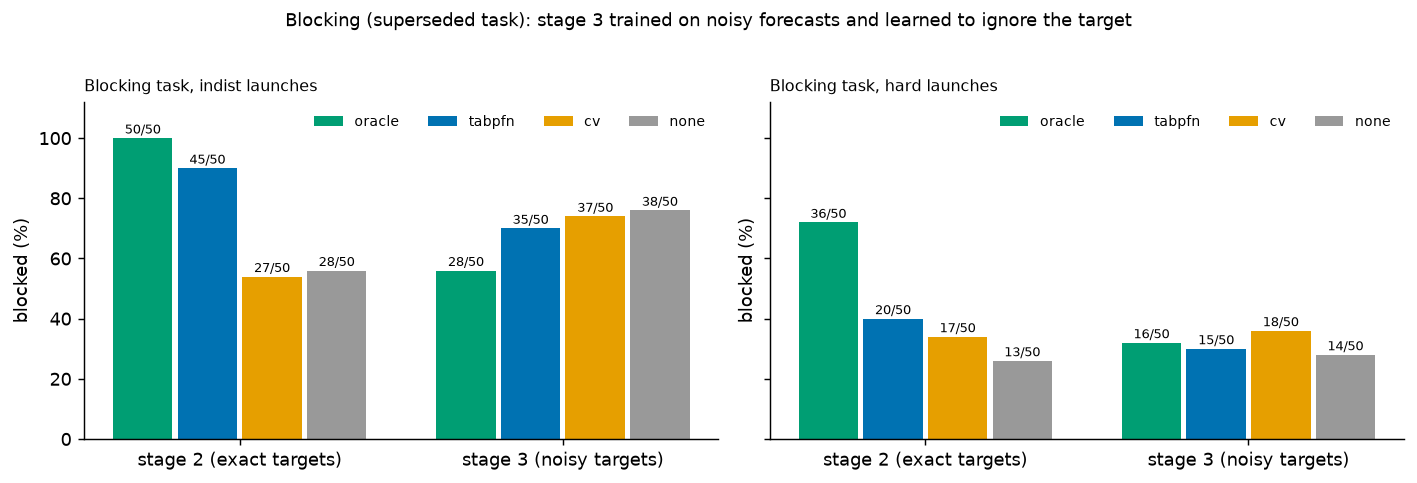 Blocking (superseded task): stage 3 trained on noisy forecasts and learned to ignore the target
Blocking task, indist launches
oracle tabpfn cv none
blocked (%)
100
80
60
40
20
0
50/50
45/50
27/50
28/50
28/50
35/50
37/50
38/50
stage 2 (exact targets)
stage 3 (noisy targets)
Blocking task, hard launches
oracle tabpfn cv none
blocked (%)
36/50
20/50
17/50
13/50
16/50
15/50
18/50
14/50
stage 2 (exact targets)
stage 3 (noisy targets)